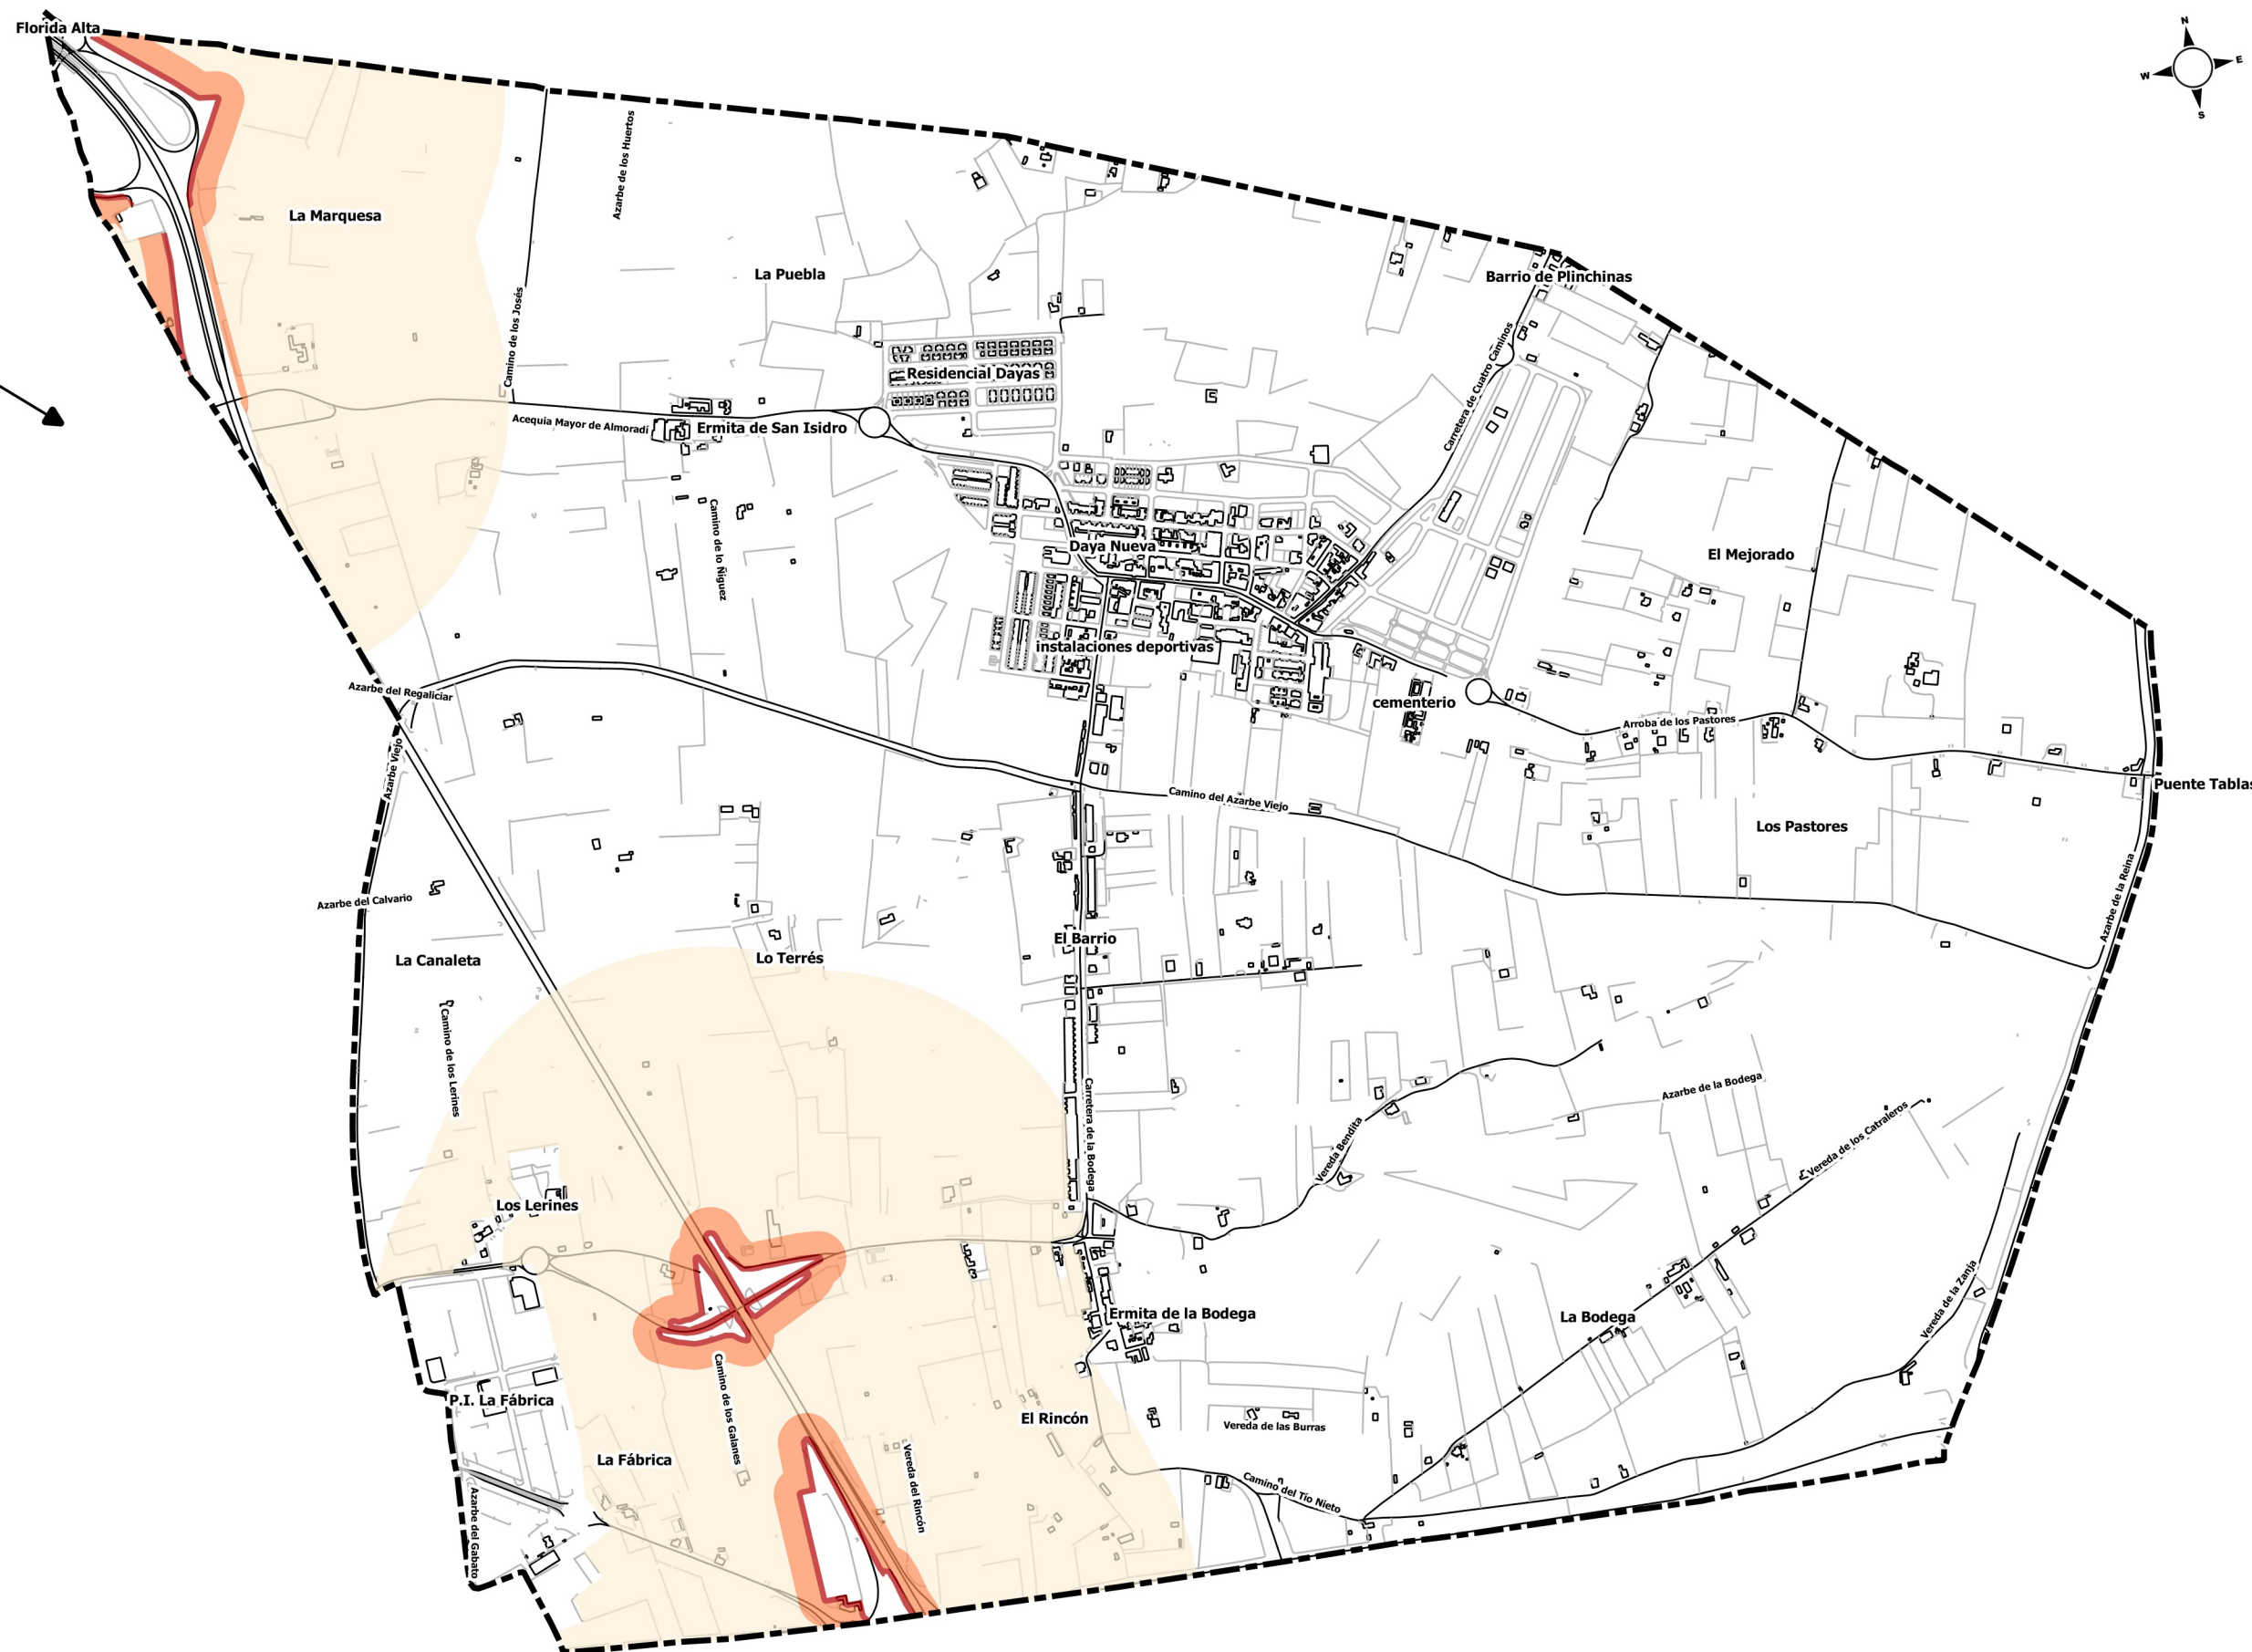 Florida Alta
N
W
E
S
Azarbe de los Huertos
La Marquesa
La Puebla
Barrio de Plinchinas
Camino de los Josés
Carretera de Cuatro Caminos
Residencial Dayas
Acequia Mayor de Almoradí
Ermita de San Isidro
Camino de lo Ñiguez
Daya Nueva
El Mejorado
instalaciones deportivas
Azarbe del Regaliciar
cementerio
Arroba de los Pastores
Azarbe Viejo
Puente Tablas
Camino del Azarbe Viejo
Los Pastores
Azarbe del Calvario
Azarbe de la Reina
El Barrio
La Canaleta
Lo Terrés
Camino de los Lerines
Azarbe de la Bodega
Carretera de la Bodega
Vereda Bendita
Vereda de los Catraleros
Los Lerines
Vereda de la Zanja
Ermita de la Bodega
La Bodega
Camino de los Galanes
P.I. La Fábrica
El Rincón
Vereda de las Burras
La Fábrica
Vereda del Rincón
Camino del Tío Nieto
Azarbe del Gabato